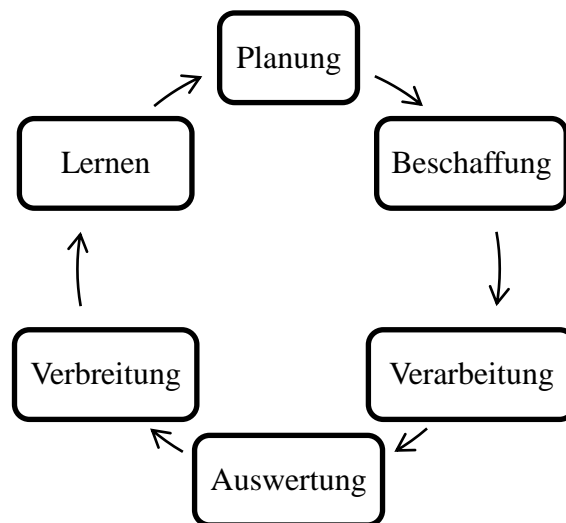 Planung
Beschaffung
Verarbeitung
Auswertung
Verbreitung
Lernen